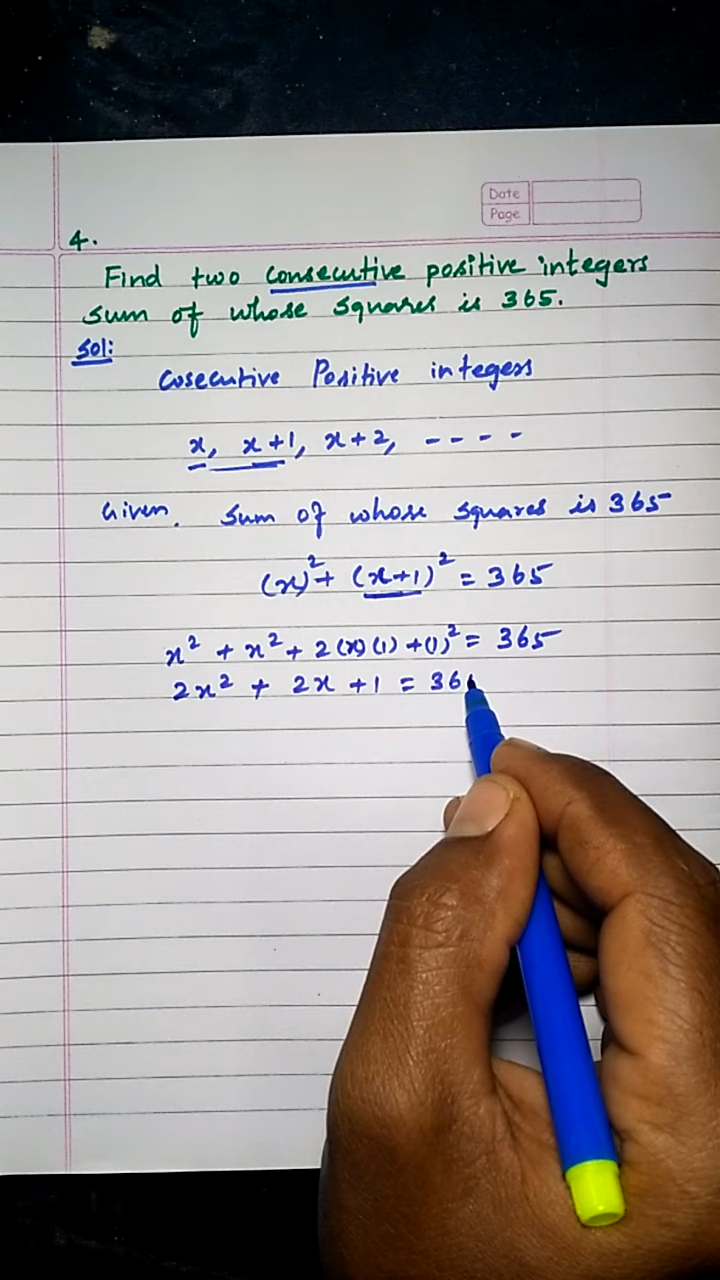 Date
Page
4.
Find two consecutive positive integers
sum of whose squares is 365.
Sol:
Cosecutive Positive integers
x, x+1, x+2, - - - -
Given, Sum of whose squares is 365
(x)² + (x+1)² = 365
x² + x² + 2(x)(1) + (1)² = 365
2x² + 2x + 1 = 36